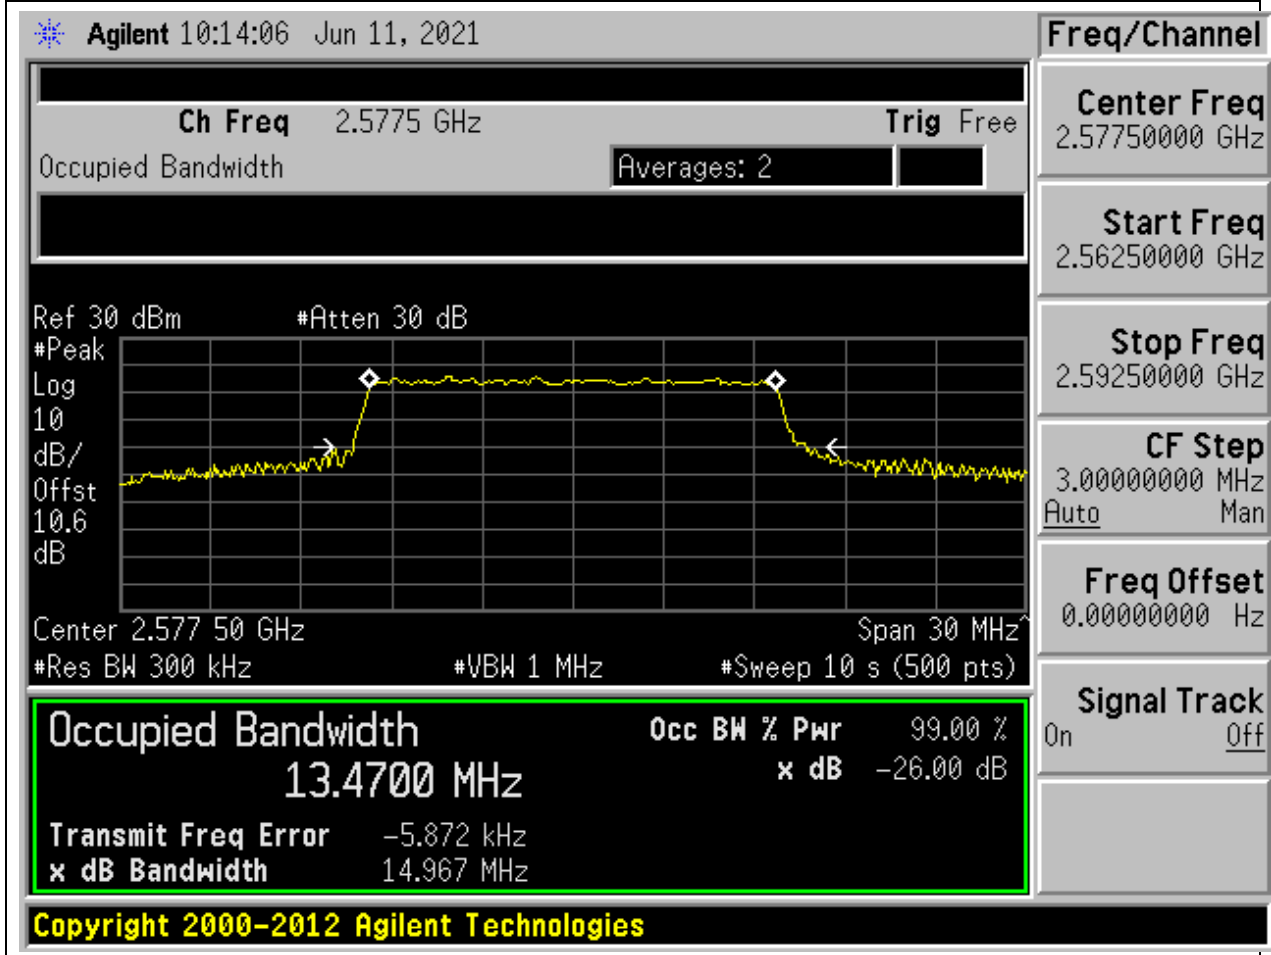 Agilent 10:14:06 Jun 11, 2021
Ch Freq 2.5775 GHz Trig Free
Occupied Bandwidth Averages: 2
Ref 30 dBm #Atten 30 dB
#Peak
Log
10
dB/
Offst
10.6
dB
Center 2.577 50 GHz Span 30 MHz^
#Res BW 300 kHz #VBW 1 MHz #Sweep 10 s (500 pts)
Occupied Bandwidth Occ BW % Pwr 99.00 %
13.4700 MHz x dB -26.00 dB
Transmit Freq Error -5.872 kHz
x dB Bandwidth 14.967 MHz
Copyright 2000-2012 Agilent Technologies
Freq/Channel
Center Freq
2.57750000 GHz
Start Freq
2.56250000 GHz
Stop Freq
2.59250000 GHz
CF Step
3.00000000 MHz
Auto Man
Freq Offset
0.00000000 Hz
Signal Track
On Off